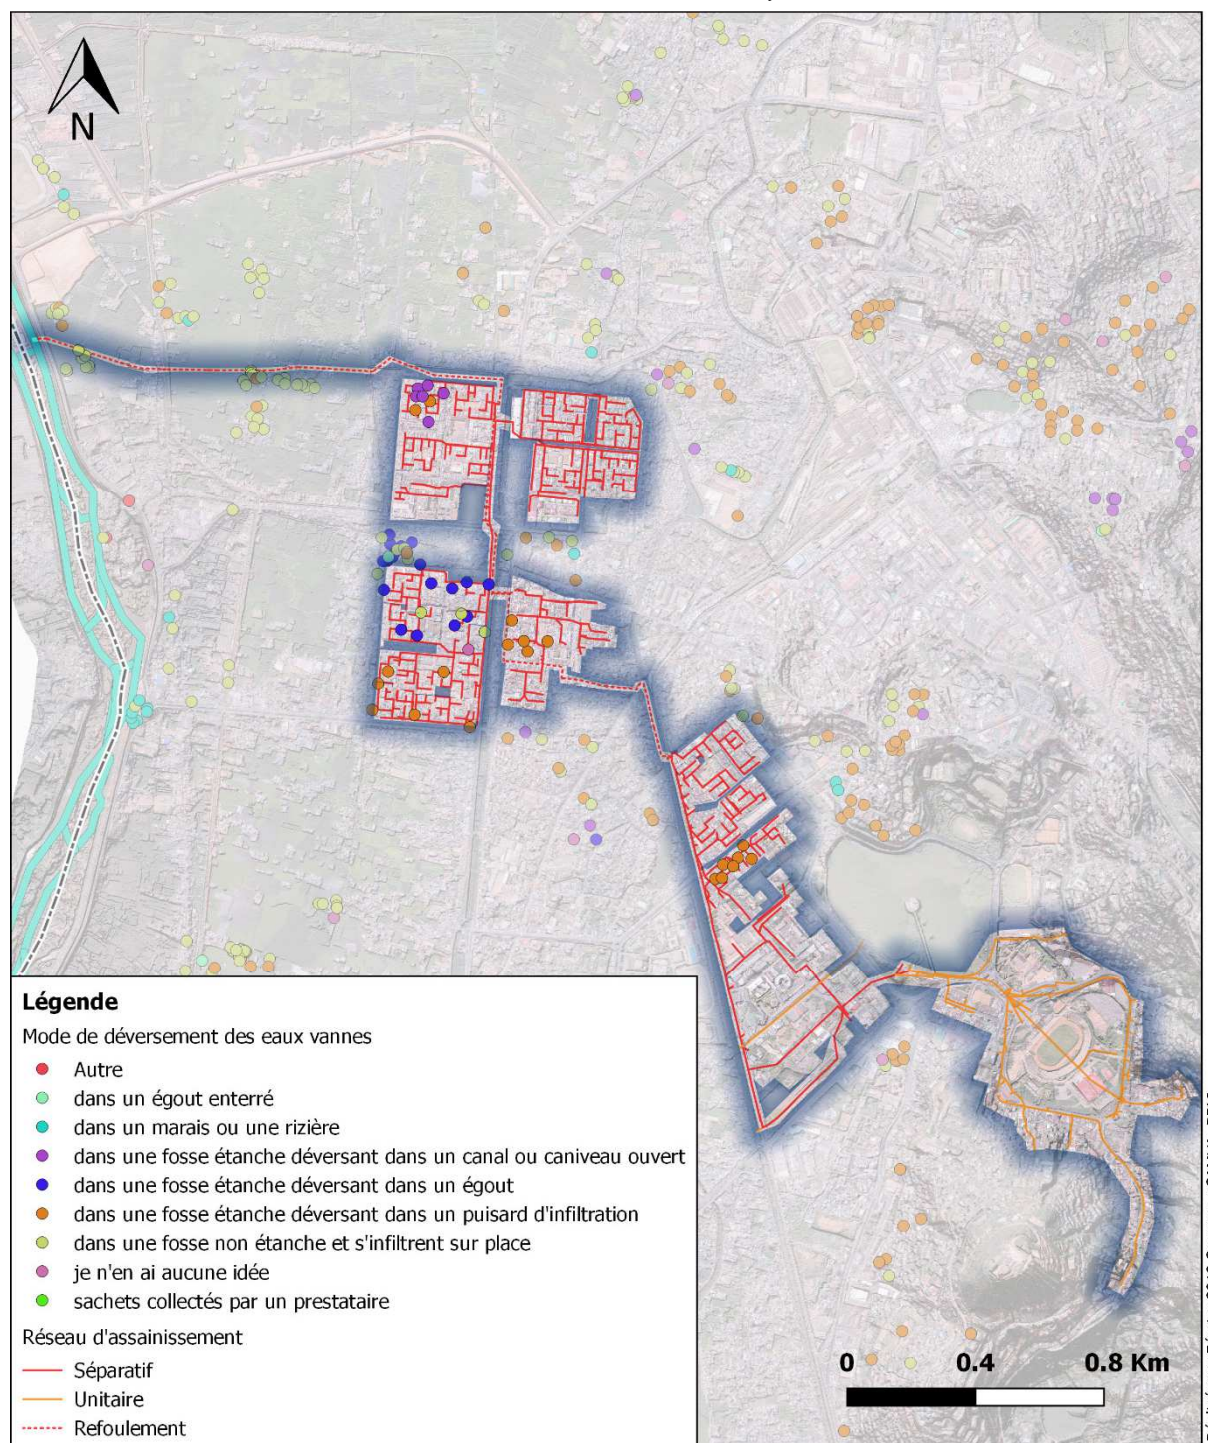 N
Légende
Mode de déversement des eaux vannes
Autre
dans un égout enterré
dans un marais ou une rizière
dans une fosse étanche déversant dans un canal ou caniveau ouvert
dans une fosse étanche déversant dans un égout
dans une fosse étanche déversant dans un puisard d'infiltration
dans une fosse non étanche et s'infiltrent sur place
je n'en ai aucune idée
sachets collectés par un prestataire
Réseau d'assainissement
Séparatif
Unitaire
Refoulement
0 0.4 0.8 Km